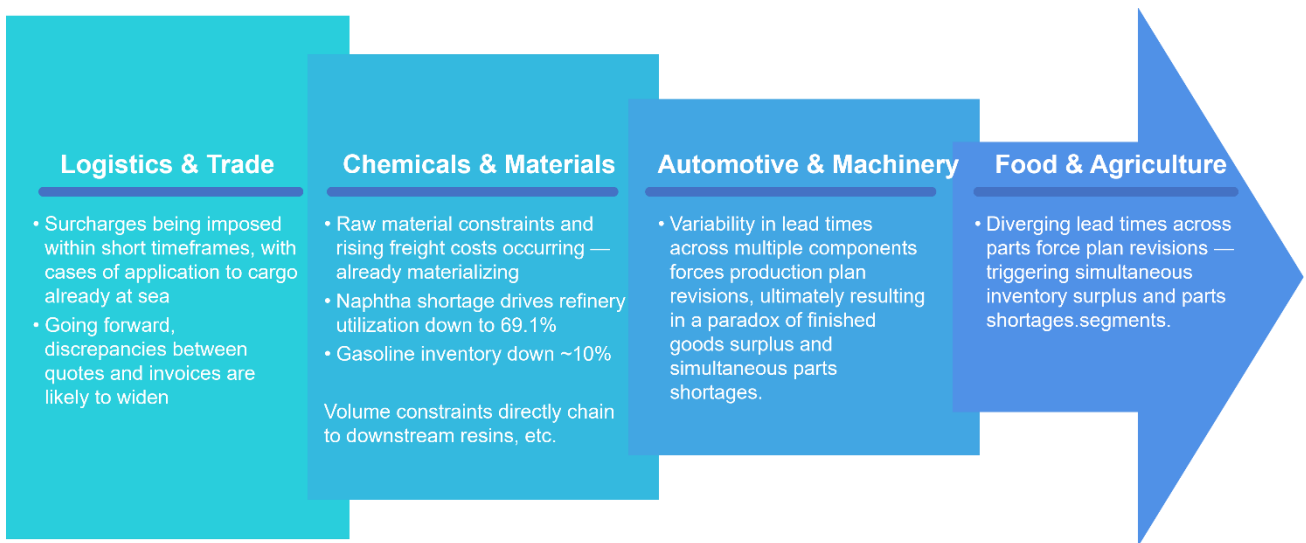 Logistics & Trade
• Surcharges being imposed
within short timeframes, with
cases of application to cargo
already at sea
• Going forward,
discrepancies between
quotes and invoices are
likely to widen
Chemicals & Materials
• Raw material constraints and
rising freight costs occurring —
already materializing
• Naphtha shortage drives refinery
utilization down to 69.1%
• Gasoline inventory down ~10%
Volume constraints directly chain
to downstream resins, etc.
Automotive & Machinery
• Variability in lead times
across multiple components
forces production plan
revisions, ultimately resulting
in a paradox of finished
goods surplus and
simultaneous parts
shortages.
Food & Agriculture
• Diverging lead times across
parts force plan revisions —
triggering simultaneous
inventory surplus and parts
shortages.segments.